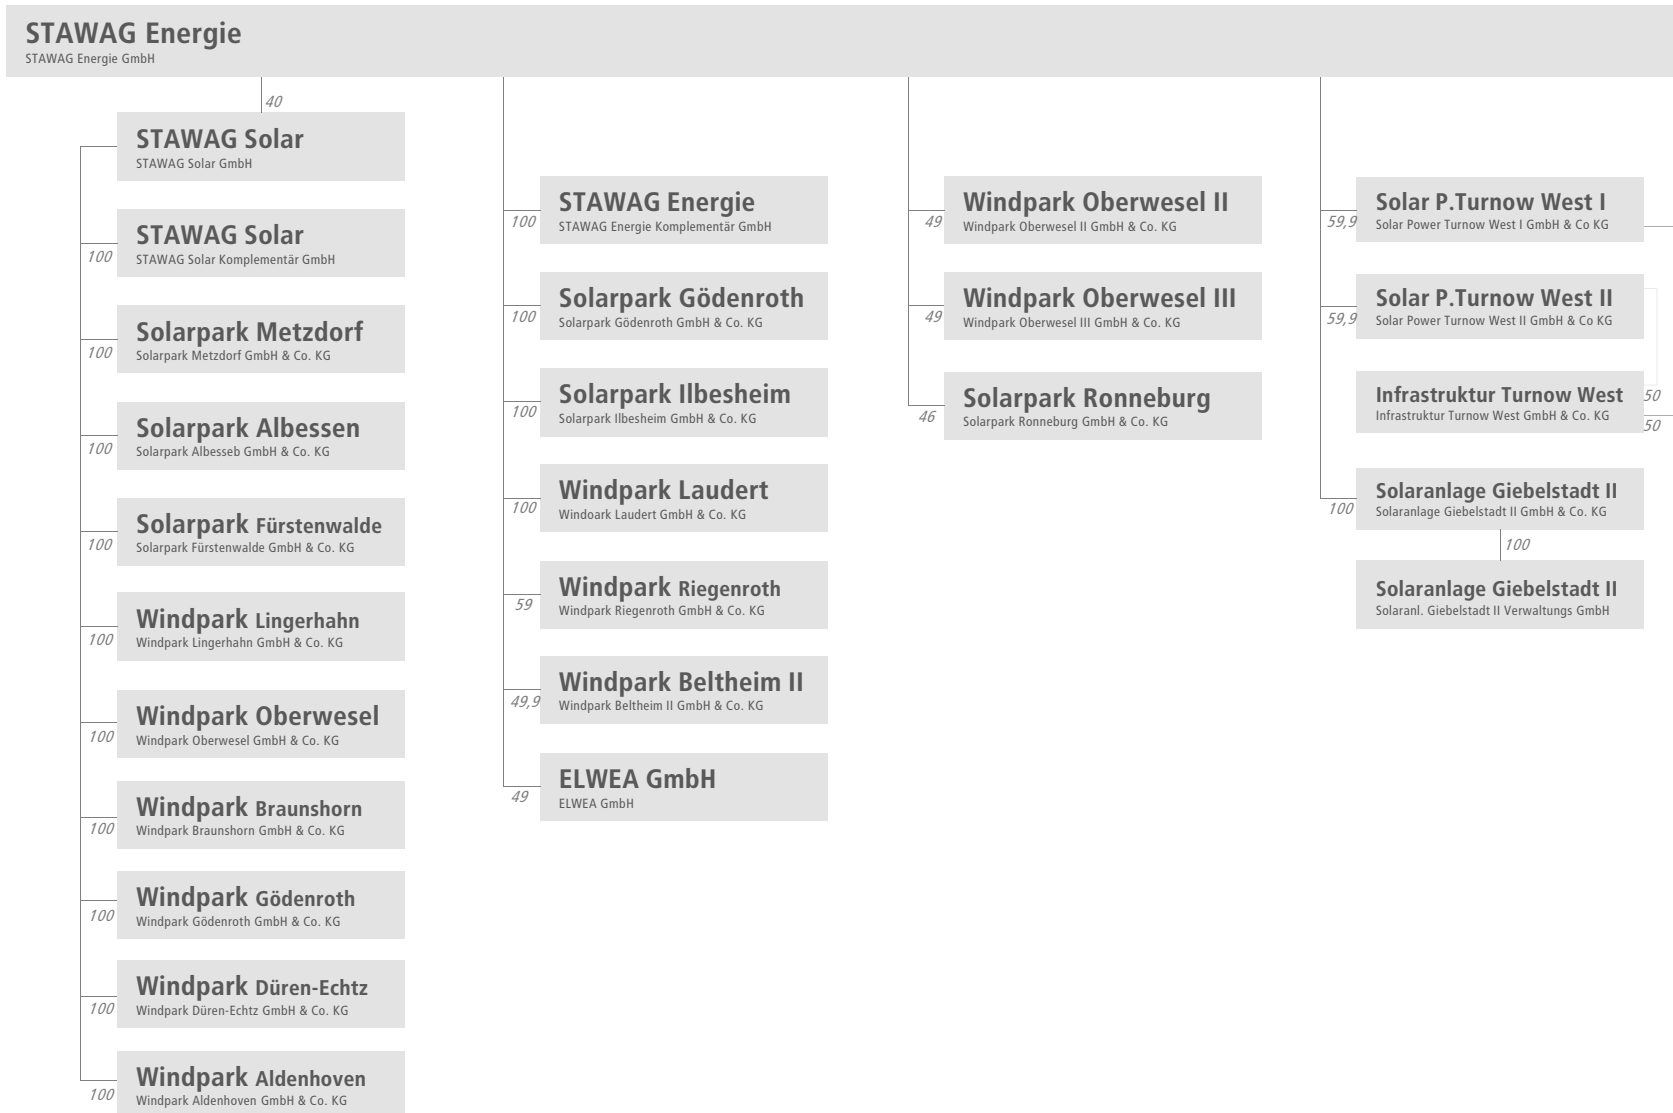 STAWAG Energie
STAWAG Energie GmbH
40
STAWAG Solar
STAWAG Solar GmbH
100
STAWAG Solar
STAWAG Solar Komplementär GmbH
100
Solarpark Metzdorf
Solarpark Metzdorf GmbH & Co. KG
100
Solarpark Albessen
Solarpark Albesseb GmbH & Co. KG
100
Solarpark Fürstenwalde
Solarpark Fürstenwalde GmbH & Co. KG
100
Windpark Lingerhahn
Windpark Lingerhahn GmbH & Co. KG
100
Windpark Oberwesel
Windpark Oberwesel GmbH & Co. KG
100
Windpark Braunshorn
Windpark Braunshorn GmbH & Co. KG
100
Windpark Gödenroth
Windpark Gödenroth GmbH & Co. KG
100
Windpark Düren-Echtz
Windpark Düren-Echtz GmbH & Co. KG
100
Windpark Aldenhoven
Windpark Aldenhoven GmbH & Co. KG
100
STAWAG Energie
STAWAG Energie Komplementär GmbH
100
Solarpark Gödenroth
Solarpark Gödenroth GmbH & Co. KG
100
Solarpark Ilbesheim
Solarpark Ilbesheim GmbH & Co. KG
100
Windpark Laudert
Windoark Laudert GmbH & Co. KG
59
Windpark Riegenroth
Windpark Riegenroth GmbH & Co. KG
49,9
Windpark Beltheim II
Windpark Beltheim II GmbH & Co. KG
49
ELWEA GmbH
ELWEA GmbH
49
Windpark Oberwesel II
Windpark Oberwesel II GmbH & Co. KG
49
Windpark Oberwesel III
Windpark Oberwesel III GmbH & Co. KG
46
Solarpark Ronneburg
Solarpark Ronneburg GmbH & Co. KG
59,9
Solar P.Turnow West I
Solar Power Turnow West I GmbH & Co KG
59,9
Solar P.Turnow West II
Solar Power Turnow West II GmbH & Co KG
Infrastruktur Turnow West
Infrastruktur Turnow West GmbH & Co. KG
50
50
100
Solaranlage Giebelstadt II
Solaranlage Giebelstadt II GmbH & Co. KG
100
Solaranlage Giebelstadt II
Solaranl. Giebelstadt II Verwaltungs GmbH